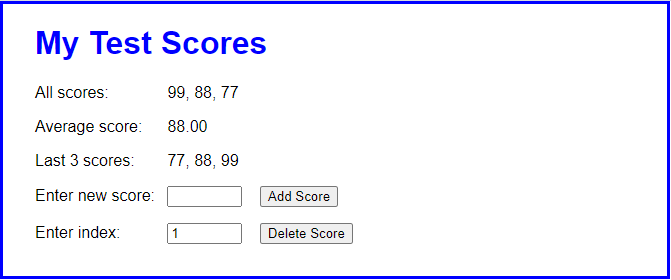 My Test Scores
All scores: 99, 88, 77
Average score: 88.00
Last 3 scores: 77, 88, 99
Enter new score: Add Score
Enter index: 1 Delete Score